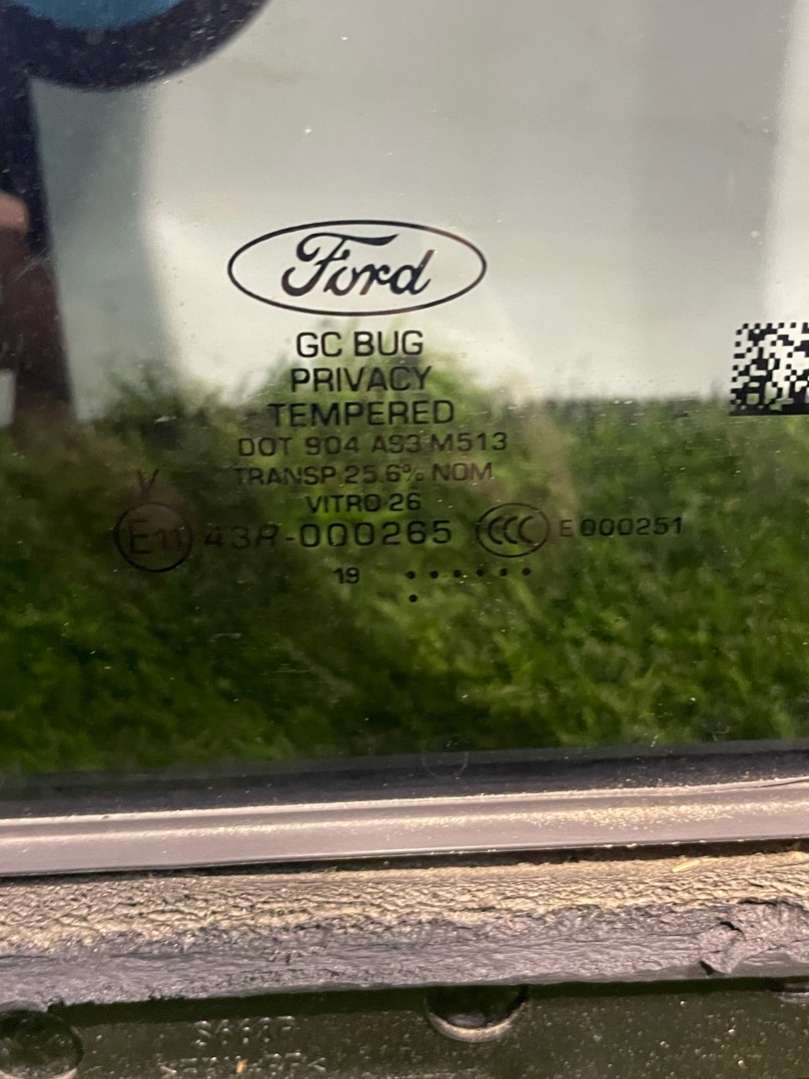 Ford
GC BUG
PRIVACY
TEMPERED
DOT 904 AS3 M513
TRANSP 25.6% NOM
VITRO 26
V
E11 43R-000265 CCC E 000251
19